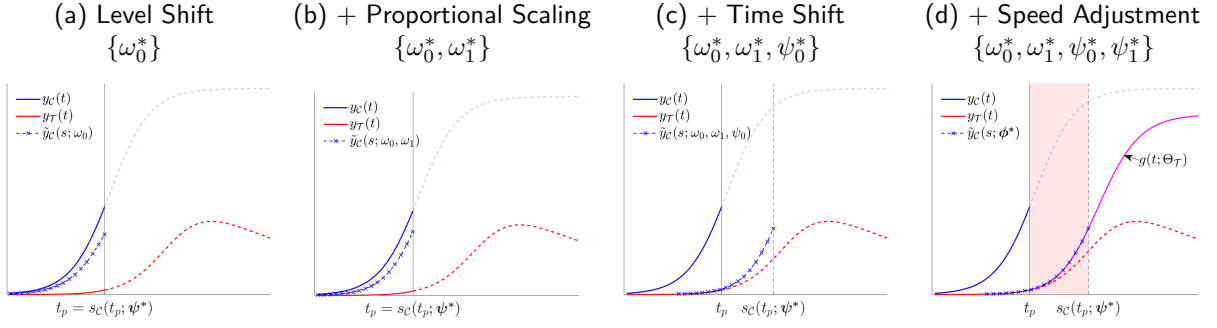 (a) Level Shift
{ω₀*}
y_C(t)
y_T(t)
ỹ_C(s; ω₀)
t_p = s_C(t_p; ψ*)
(b) + Proportional Scaling
{ω₀*, ω₁*}
y_C(t)
y_T(t)
ỹ_C(s; ω₀, ω₁)
t_p = s_C(t_p; ψ*)
(c) + Time Shift
{ω₀*, ω₁*, ψ₀*}
y_C(t)
y_T(t)
ỹ_C(s; ω₀, ω₁, ψ₀)
t_p s_C(t_p; ψ*)
(d) + Speed Adjustment
{ω₀*, ω₁*, ψ₀*, ψ₁*}
y_C(t)
y_T(t)
ỹ_C(s; ϕ*)
g(t; Θ_T)
t_p s_C(t_p; ψ*)